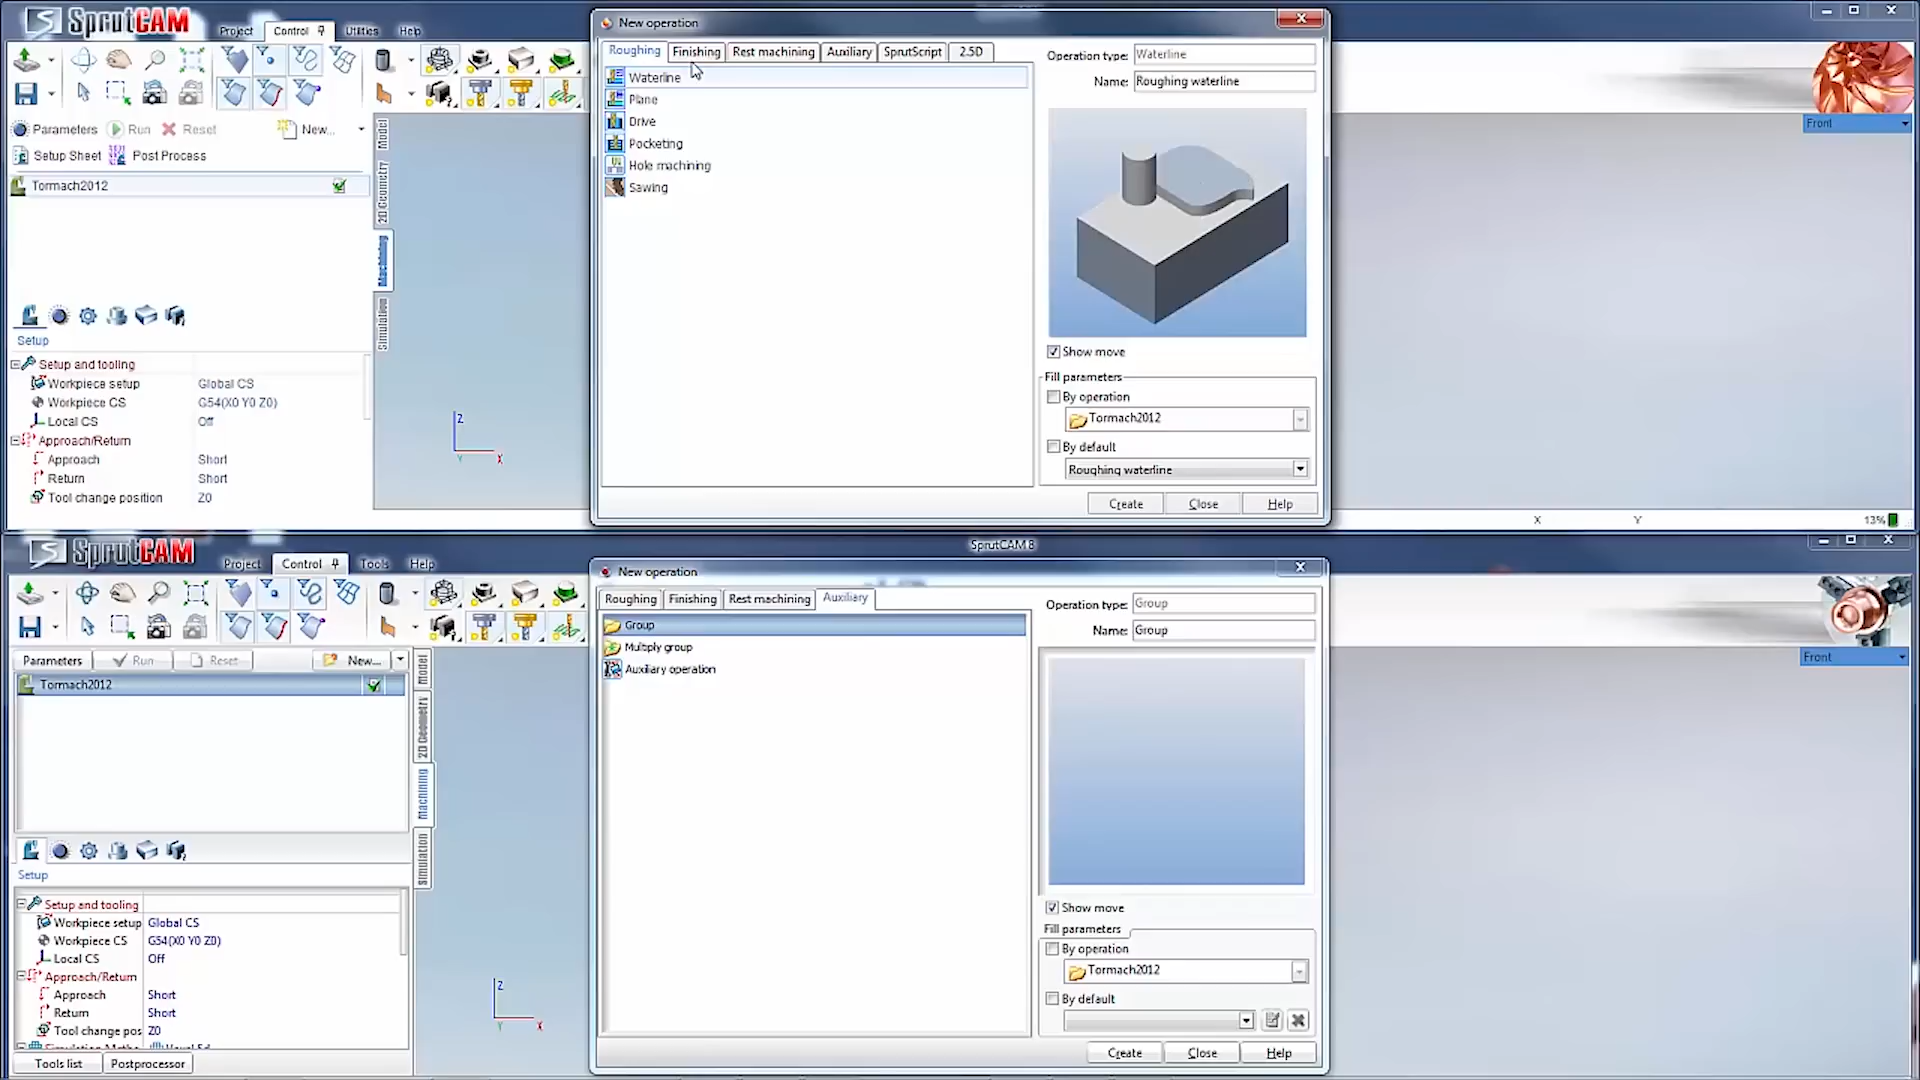 SprutCAM
Project Control Utilities Help
Parameters Run Reset New...
Setup Sheet Post Process
Tormach2012
Model
2D Geometry
Machining
Simulation
Setup
Setup and tooling
Workpiece setup Global CS
Workpiece CS G54(X0 Y0 Z0)
Local CS Off
Approach/Return
Approach Short
Return Short
Tool change position Z0
Z
Y X
New operation
Roughing Finishing Rest machining Auxiliary SprutScript 2.5D
Waterline
Plane
Drive
Pocketing
Hole machining
Sawing
Operation type: Waterline
Name: Roughing waterline
Show move
Fill parameters
By operation
Tormach2012
By default
Roughing waterline
Create Close Help
Front
X Y 13%
SprutCAM 8
SprutCAM
Project Control Tools Help
Parameters Run Reset New...
Tormach2012
Model
2D Geometry
Machining
Simulation
Setup
Setup and tooling
Workpiece setup Global CS
Workpiece CS G54(X0 Y0 Z0)
Local CS Off
Approach/Return
Approach Short
Return Short
Tool change pos Z0
Tools list Postprocessor
Z
Y X
New operation
Roughing Finishing Rest machining Auxiliary
Group
Multiply group
Auxiliary operation
Operation type: Group
Name: Group
Show move
Fill parameters
By operation
Tormach2012
By default
Create Close Help
Front